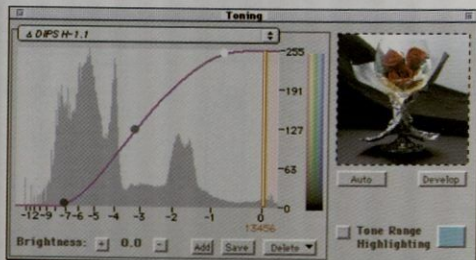 Toning
Δ DIPS H-1.1
255
191
127
63
0
-12 -9 -7 -6 -5 -4 -3 -2 -1 0
13456
Brightness: + 0.0 -
Add Save Delete ▼
Auto Develop
Tone Range
Highlighting